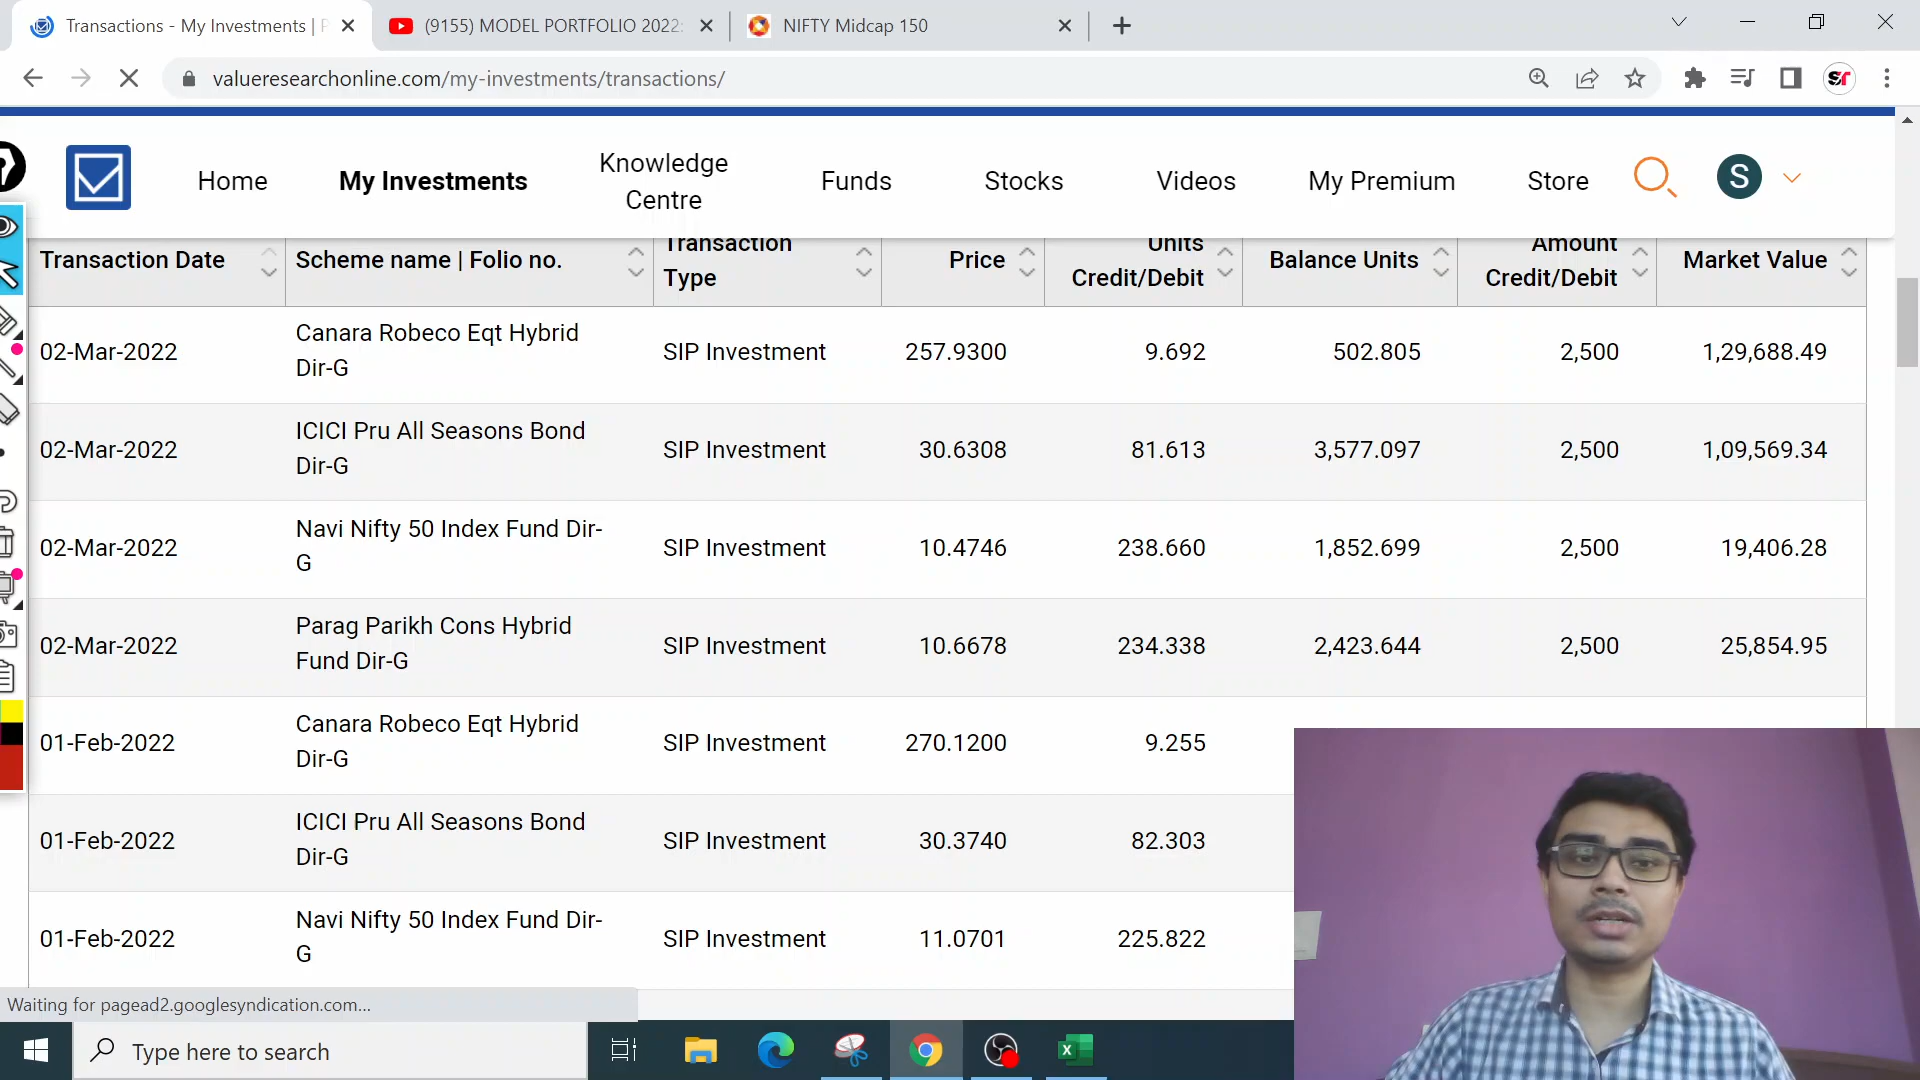 Transactions - My Investments | P
(9155) MODEL PORTFOLIO 2022:
NIFTY Midcap 150
valueresearchonline.com/my-investments/transactions/
Home
My Investments
Knowledge
Centre
Funds
Stocks
Videos
My Premium
Store
S
Transaction Date
Scheme name | Folio no.
Transaction
Type
Price
Units
Credit/Debit
Balance Units
Amount
Credit/Debit
Market Value
02-Mar-2022
Canara Robeco Eqt Hybrid
Dir-G
SIP Investment
257.9300
9.692
502.805
2,500
1,29,688.49
02-Mar-2022
ICICI Pru All Seasons Bond
Dir-G
SIP Investment
30.6308
81.613
3,577.097
2,500
1,09,569.34
02-Mar-2022
Navi Nifty 50 Index Fund Dir-
G
SIP Investment
10.4746
238.660
1,852.699
2,500
19,406.28
02-Mar-2022
Parag Parikh Cons Hybrid
Fund Dir-G
SIP Investment
10.6678
234.338
2,423.644
2,500
25,854.95
01-Feb-2022
Canara Robeco Eqt Hybrid
Dir-G
SIP Investment
270.1200
9.255
01-Feb-2022
ICICI Pru All Seasons Bond
Dir-G
SIP Investment
30.3740
82.303
01-Feb-2022
Navi Nifty 50 Index Fund Dir-
G
SIP Investment
11.0701
225.822
Waiting for pagead2.googlesyndication.com...
Type here to search